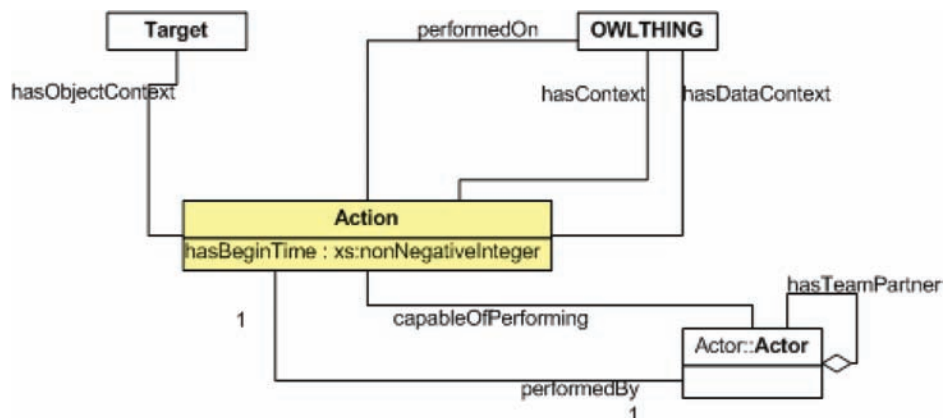 Target
performedOn
OWLTHING
hasObjectContext
hasContext
hasDataContext
Action
hasBeginTime : xs:nonNegativeInteger
hasTeamPartner
1
capableOfPerforming
Actor::Actor
performedBy
1